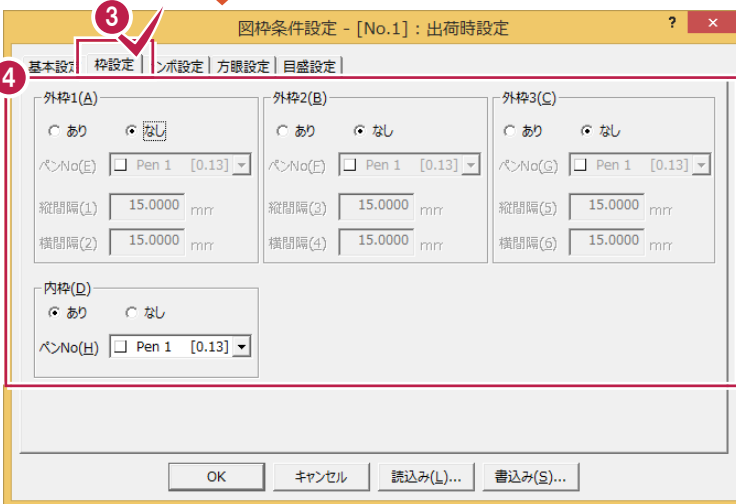 3
図枠条件設定 - [No.1] : 出荷時設定 ? ×
4
基本設定 枠設定 トンボ設定 方眼設定 目盛設定
外枠1(A) 外枠2(B) 外枠3(C)
あり なし あり なし あり なし
ペンNo(E) Pen 1 [0.13] ペンNo(F) Pen 1 [0.13] ペンNo(G) Pen 1 [0.13]
縦間隔(1) 15.0000 mm 縦間隔(3) 15.0000 mm 縦間隔(5) 15.0000 mm
横間隔(2) 15.0000 mm 横間隔(4) 15.0000 mm 横間隔(6) 15.0000 mm
内枠(D)
あり なし
ペンNo(H) Pen 1 [0.13]
OK キャンセル 読込み(L)... 書込み(S)...